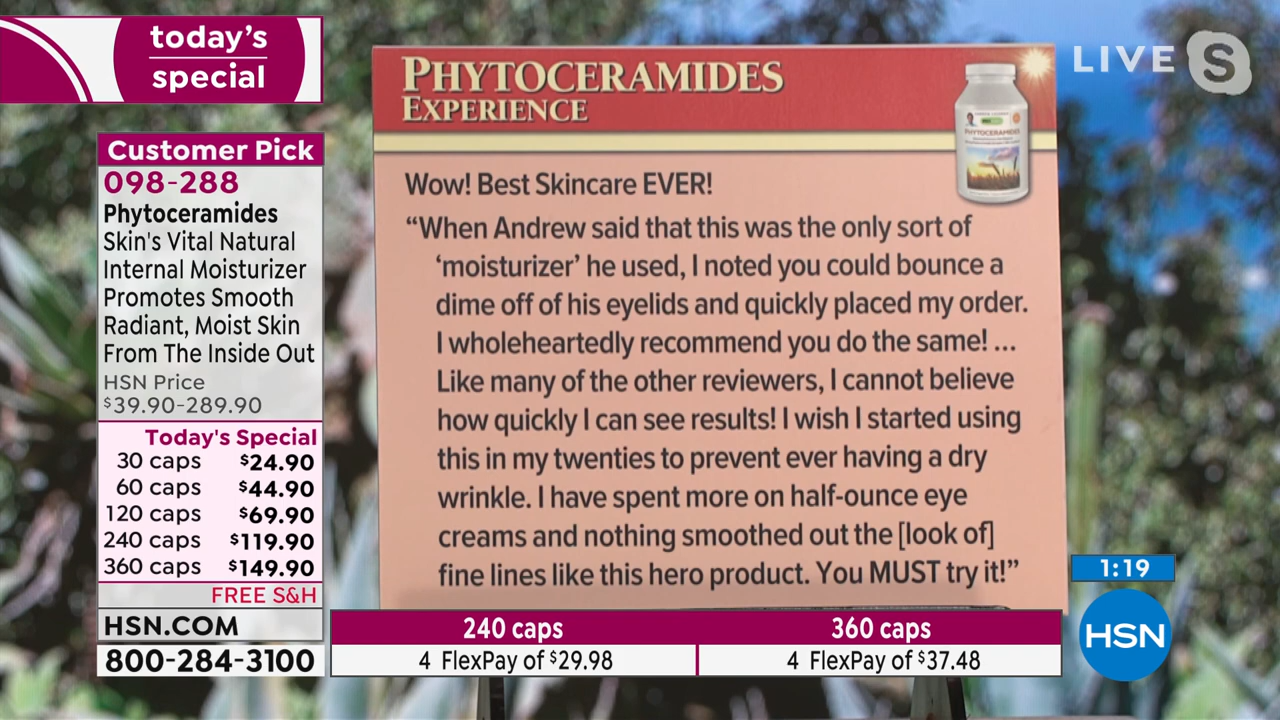 today's
special
Customer Pick
098-288
Phytoceramides
Skin's Vital Natural
Internal Moisturizer
Promotes Smooth
Radiant, Moist Skin
From The Inside Out
HSN Price
$39.90-289.90
Today's Special
30 caps $24.90
60 caps $44.90
120 caps $69.90
240 caps $119.90
360 caps $149.90
FREE S&H
HSN.COM
800-284-3100
PHYTOCERAMIDES
EXPERIENCE
PHYTOCERAMIDES
Wow! Best Skincare EVER!
“When Andrew said that this was the only sort of
‘moisturizer’ he used, I noted you could bounce a
dime off of his eyelids and quickly placed my order.
I wholeheartedly recommend you do the same! ...
Like many of the other reviewers, I cannot believe
how quickly I can see results! I wish I started using
this in my twenties to prevent ever having a dry
wrinkle. I have spent more on half-ounce eye
creams and nothing smoothed out the [look of]
fine lines like this hero product. You MUST try it!”
LIVE S
1:19
HSN
240 caps 360 caps
4 FlexPay of $29.98 4 FlexPay of $37.48